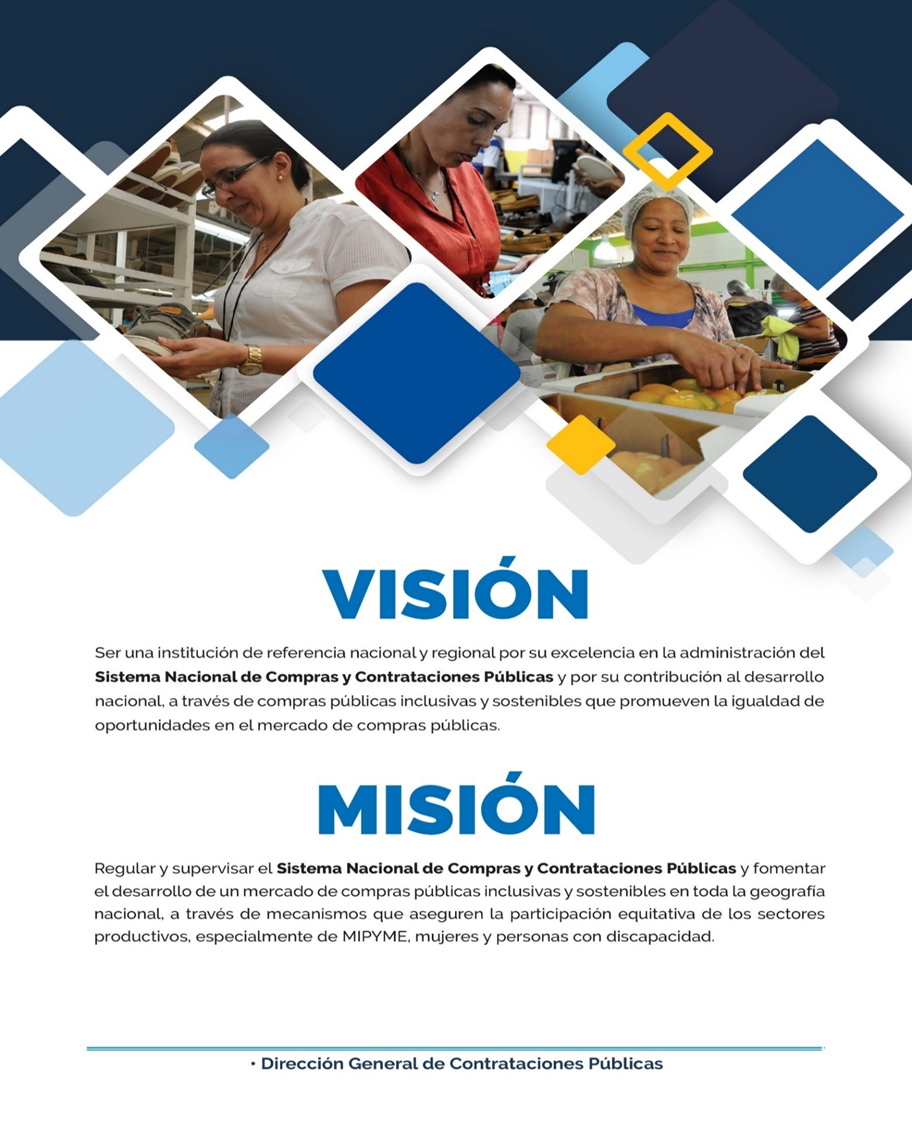 VISIÓN
Ser una institución de referencia nacional y regional por su excelencia en la administración del
Sistema Nacional de Compras y Contrataciones Públicas y por su contribución al desarrollo
nacional, a través de compras públicas inclusivas y sostenibles que promueven la igualdad de
oportunidades en el mercado de compras públicas.
MISIÓN
Regular y supervisar el Sistema Nacional de Compras y Contrataciones Públicas y fomentar
el desarrollo de un mercado de compras públicas inclusivas y sostenibles en toda la geografía
nacional, a través de mecanismos que aseguren la participación equitativa de los sectores
productivos, especialmente de MIPYME, mujeres y personas con discapacidad.
• Dirección General de Contrataciones Públicas